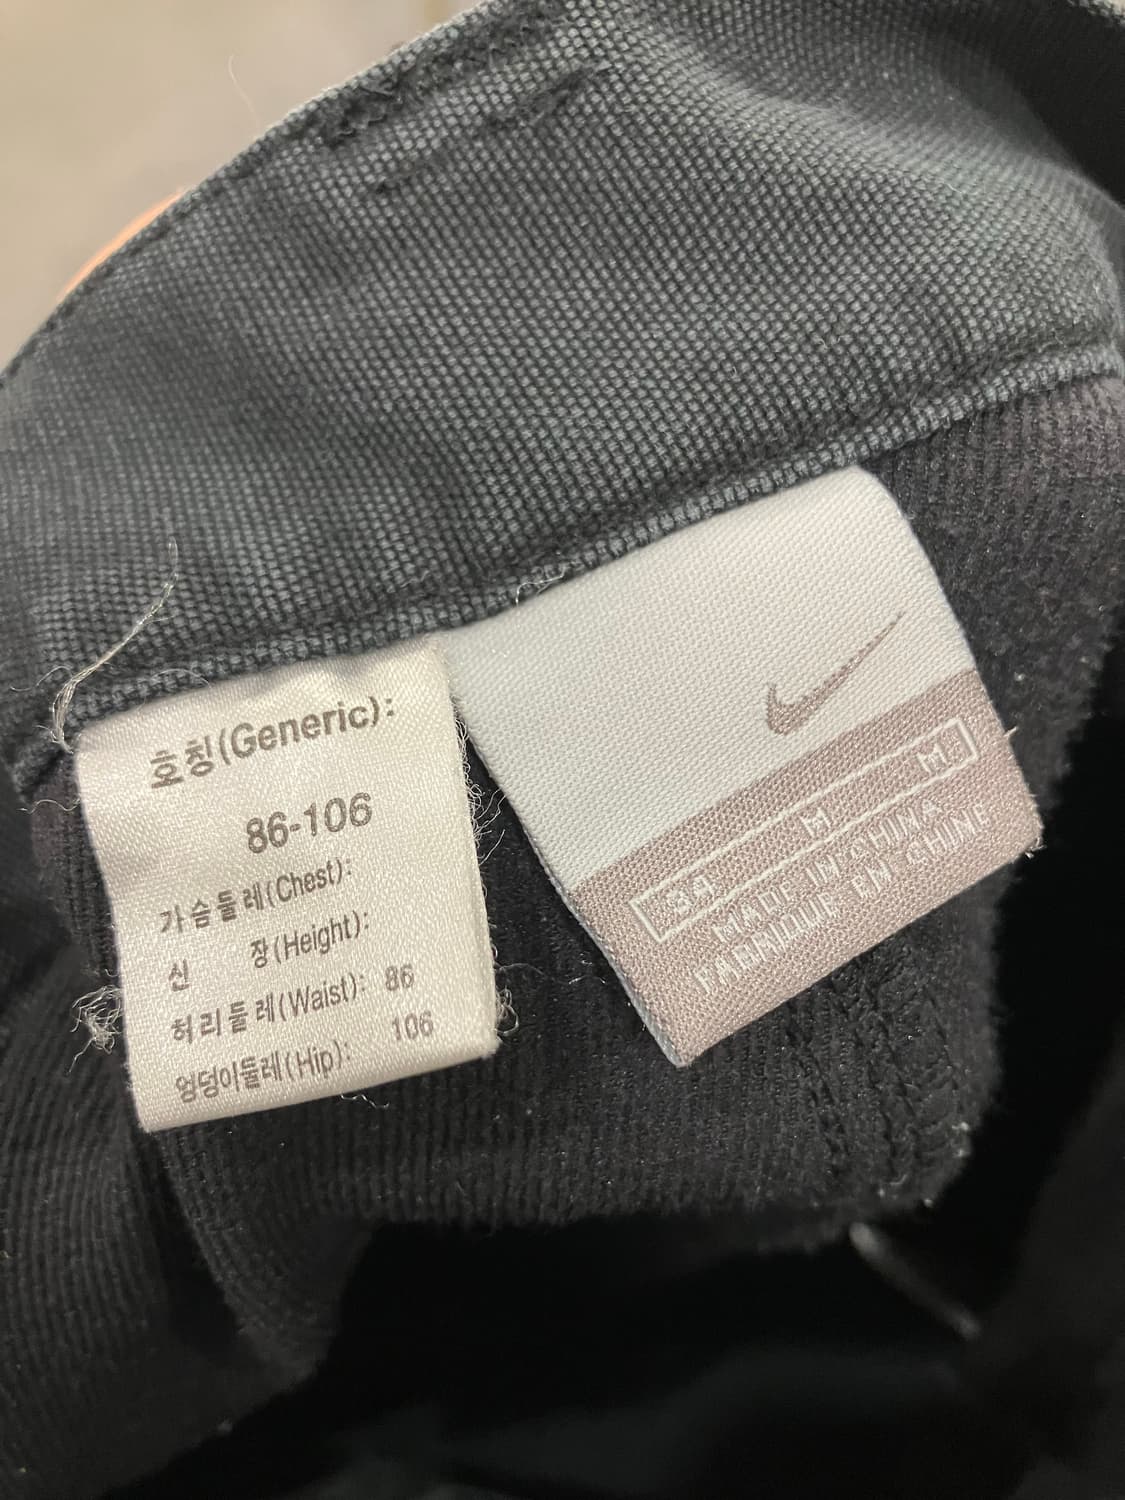 호칭(Generic):
86-106
가슴둘레(Chest):
신 장(Height):
허리둘레(Waist): 86
엉덩이둘레(Hip): 106
34 M M
MADE IN CHINA
FABRIQUE EN CHINE